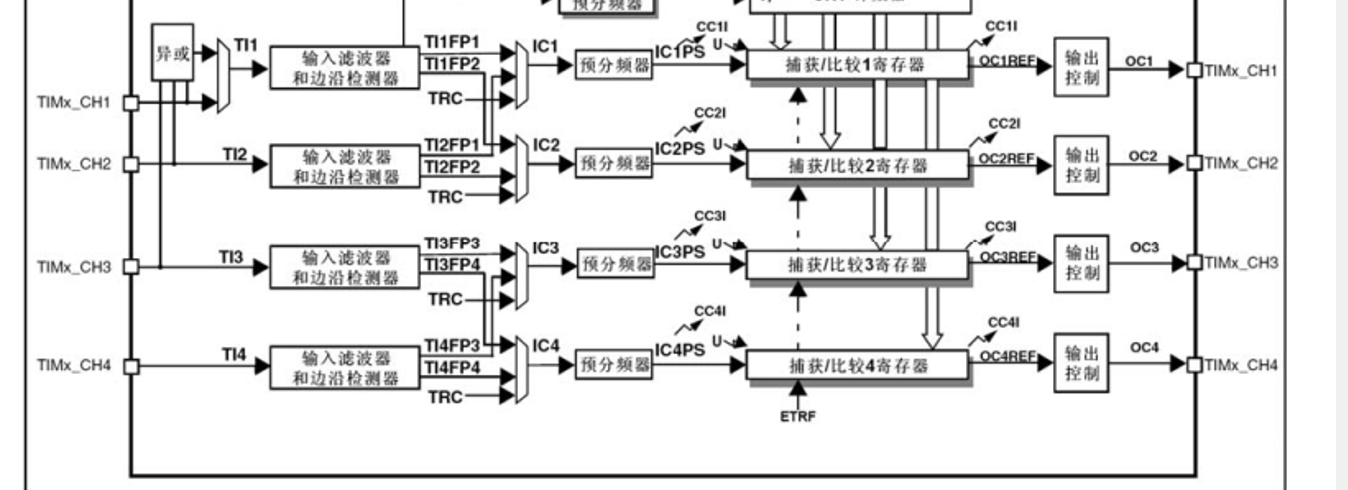 预分频器
异或
TI1
输入滤波器
和边沿检测器
TI1FP1
TI1FP2
TRC
IC1
预分频器
IC1PS
CC1I
U
捕获/比较1寄存器
CC1I
OC1REF
输出
控制
OC1
TIMx_CH1
TIMx_CH1
TIMx_CH2
TI2
输入滤波器
和边沿检测器
TI2FP1
TI2FP2
TRC
IC2
预分频器
IC2PS
CC2I
U
捕获/比较2寄存器
CC2I
OC2REF
输出
控制
OC2
TIMx_CH2
TIMx_CH3
TI3
输入滤波器
和边沿检测器
TI3FP3
TI3FP4
TRC
IC3
预分频器
IC3PS
CC3I
U
捕获/比较3寄存器
CC3I
OC3REF
输出
控制
OC3
TIMx_CH3
TIMx_CH4
TI4
输入滤波器
和边沿检测器
TI4FP3
TI4FP4
TRC
IC4
预分频器
IC4PS
CC4I
U
捕获/比较4寄存器
CC4I
OC4REF
输出
控制
OC4
TIMx_CH4
ETRF